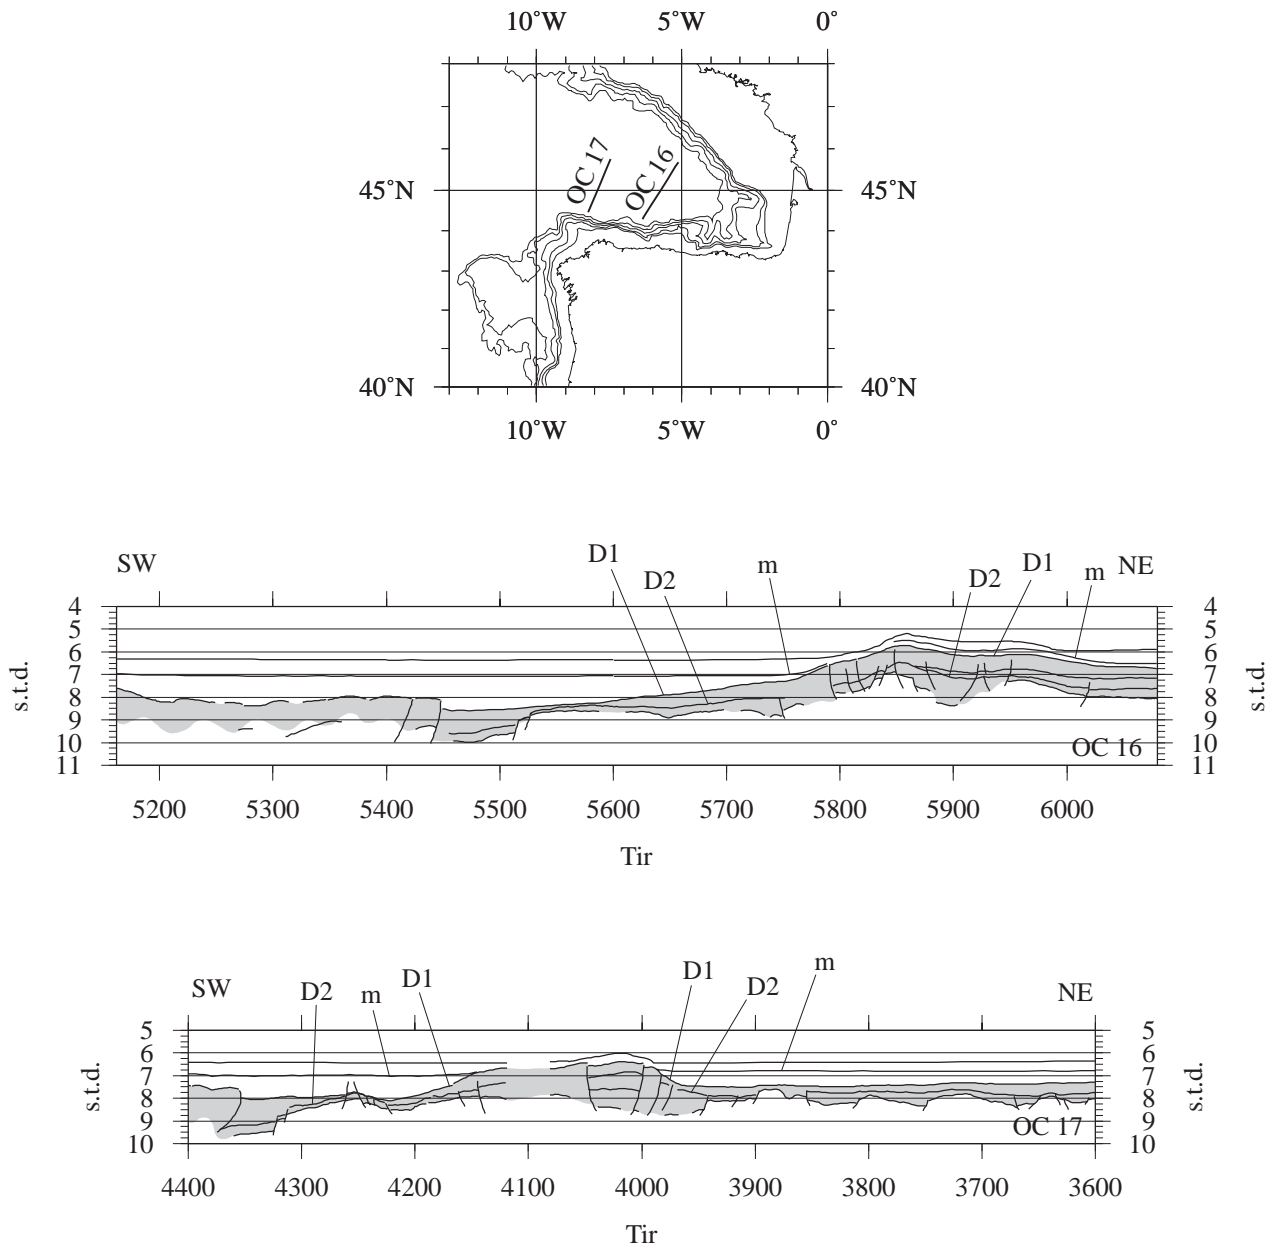 10°W 5°W 0°
OC 17
OC 16
45°N 45°N
40°N 40°N
10°W 5°W 0°
SW D1 D2 m D2 D1 m NE
4 4
5 5
6 6
7 7
8 8
9 9
10 10
11 11
s.t.d. s.t.d.
OC 16
5200 5300 5400 5500 5600 5700 5800 5900 6000
Tir
SW D2 m D1 D1 D2 m NE
5 5
6 6
7 7
8 8
9 9
10 10
s.t.d. s.t.d.
OC 17
4400 4300 4200 4100 4000 3900 3800 3700 3600
Tir